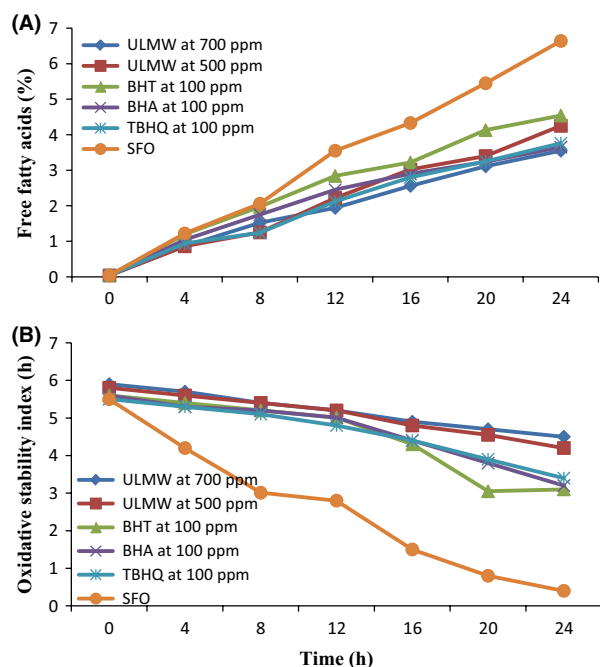 (A)
Free fatty acids (%)
7
6
5
4
3
2
1
0
ULMW at 700 ppm
ULMW at 500 ppm
BHT at 100 ppm
BHA at 100 ppm
TBHQ at 100 ppm
SFO
0 4 8 12 16 20 24
(B)
Oxidative stability index (h)
7
6
5
4
3
2
1
0
ULMW at 700 ppm
ULMW at 500 ppm
BHT at 100 ppm
BHA at 100 ppm
TBHQ at 100 ppm
SFO
0 4 8 12 16 20 24
Time (h)